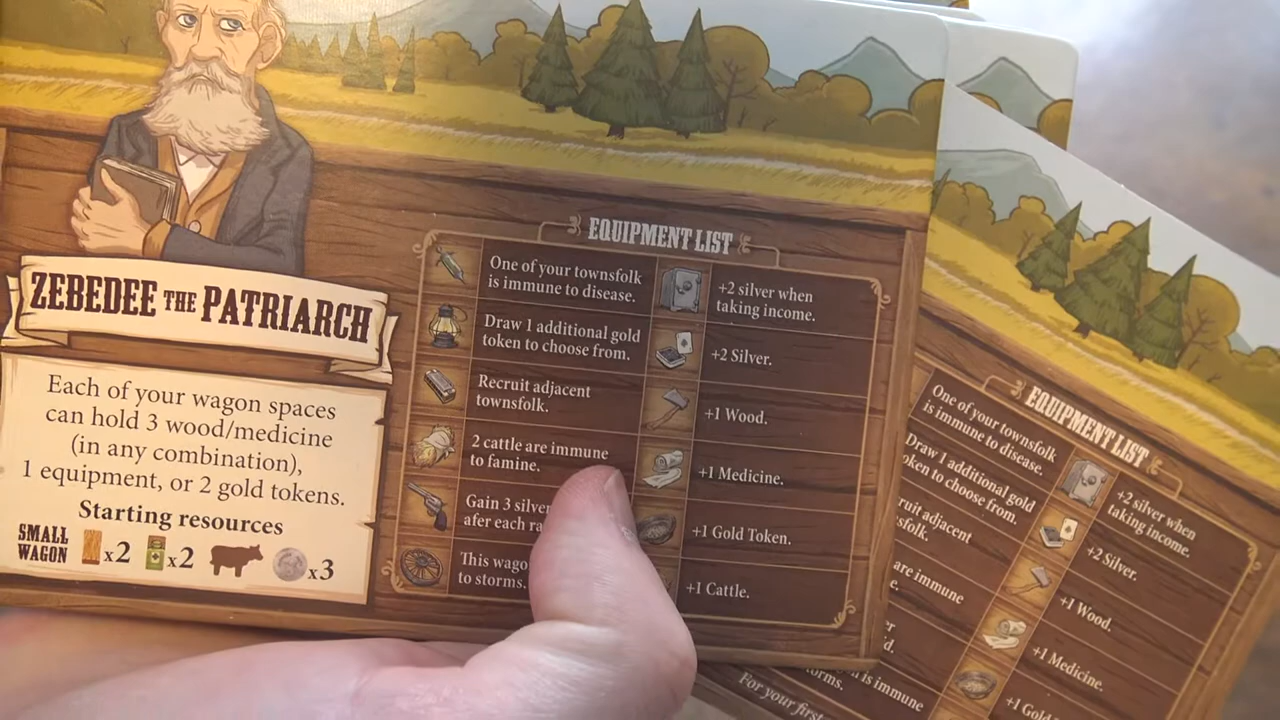 ZEBEDEE THE PATRIARCH
Each of your wagon spaces
can hold 3 wood/medicine
(in any combination),
1 equipment, or 2 gold tokens.
Starting resources
SMALL
WAGON
x2
x2
x3
EQUIPMENT LIST
One of your townsfolk
is immune to disease.
Draw 1 additional gold
token to choose from.
Recruit adjacent
townsfolk.
2 cattle are immune
to famine.
Gain 3 silver
afer each
This
to storms.
+2 silver when
taking income.
+2 Silver.
+1 Wood.
+1 Medicine.
+1 Gold Token.
+1 Cattle.
EQUIPMENT LIST
One of your townsfolk
is immune to disease.
Draw 1 additional gold
to choose from.
adjacent
are immune
is immune
For your first
+2 silver when
taking income.
+2 Silver.
+1 Wood.
+1 Medicine.
+1 Gold